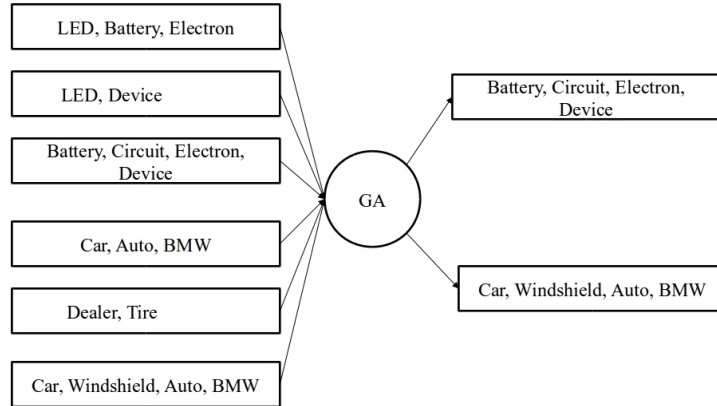 LED, Battery, Electron
LED, Device
Battery, Circuit, Electron,
Device
Car, Auto, BMW
Dealer, Tire
Car, Windshield, Auto, BMW
GA
Battery, Circuit, Electron,
Device
Car, Windshield, Auto, BMW